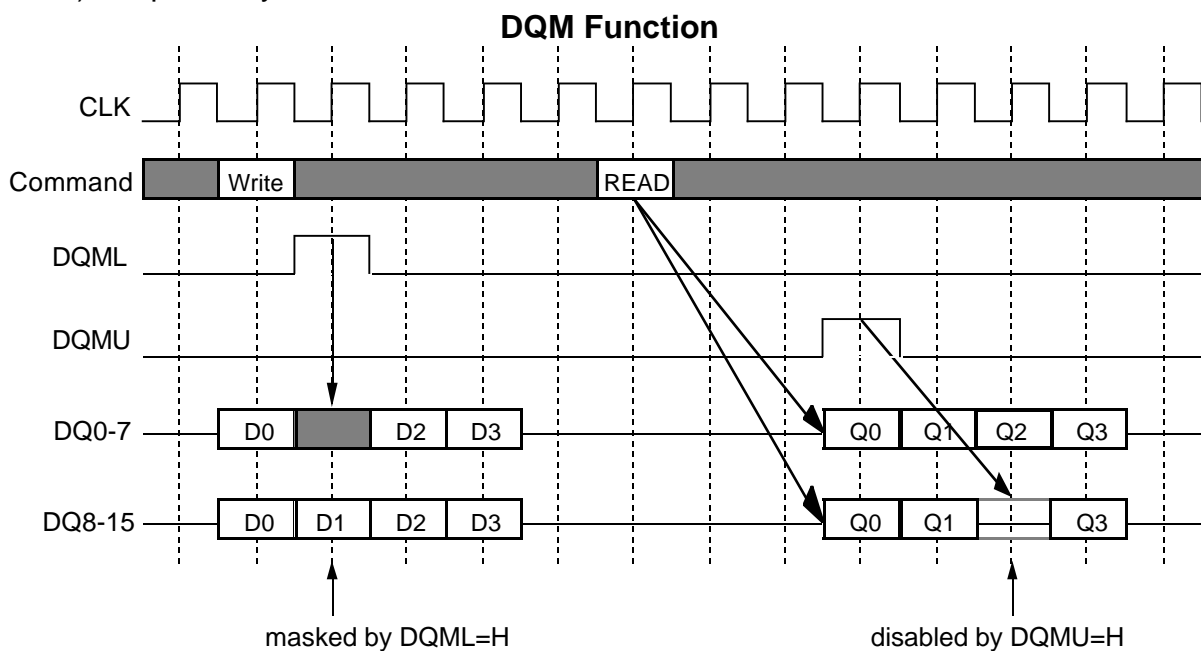 DQM Function
CLK
Command Write READ
DQML
DQMU
DQ0-7 D0 D2 D3 Q0 Q1 Q2 Q3
DQ8-15 D0 D1 D2 D3 Q0 Q1 Q3
masked by DQML=H disabled by DQMU=H